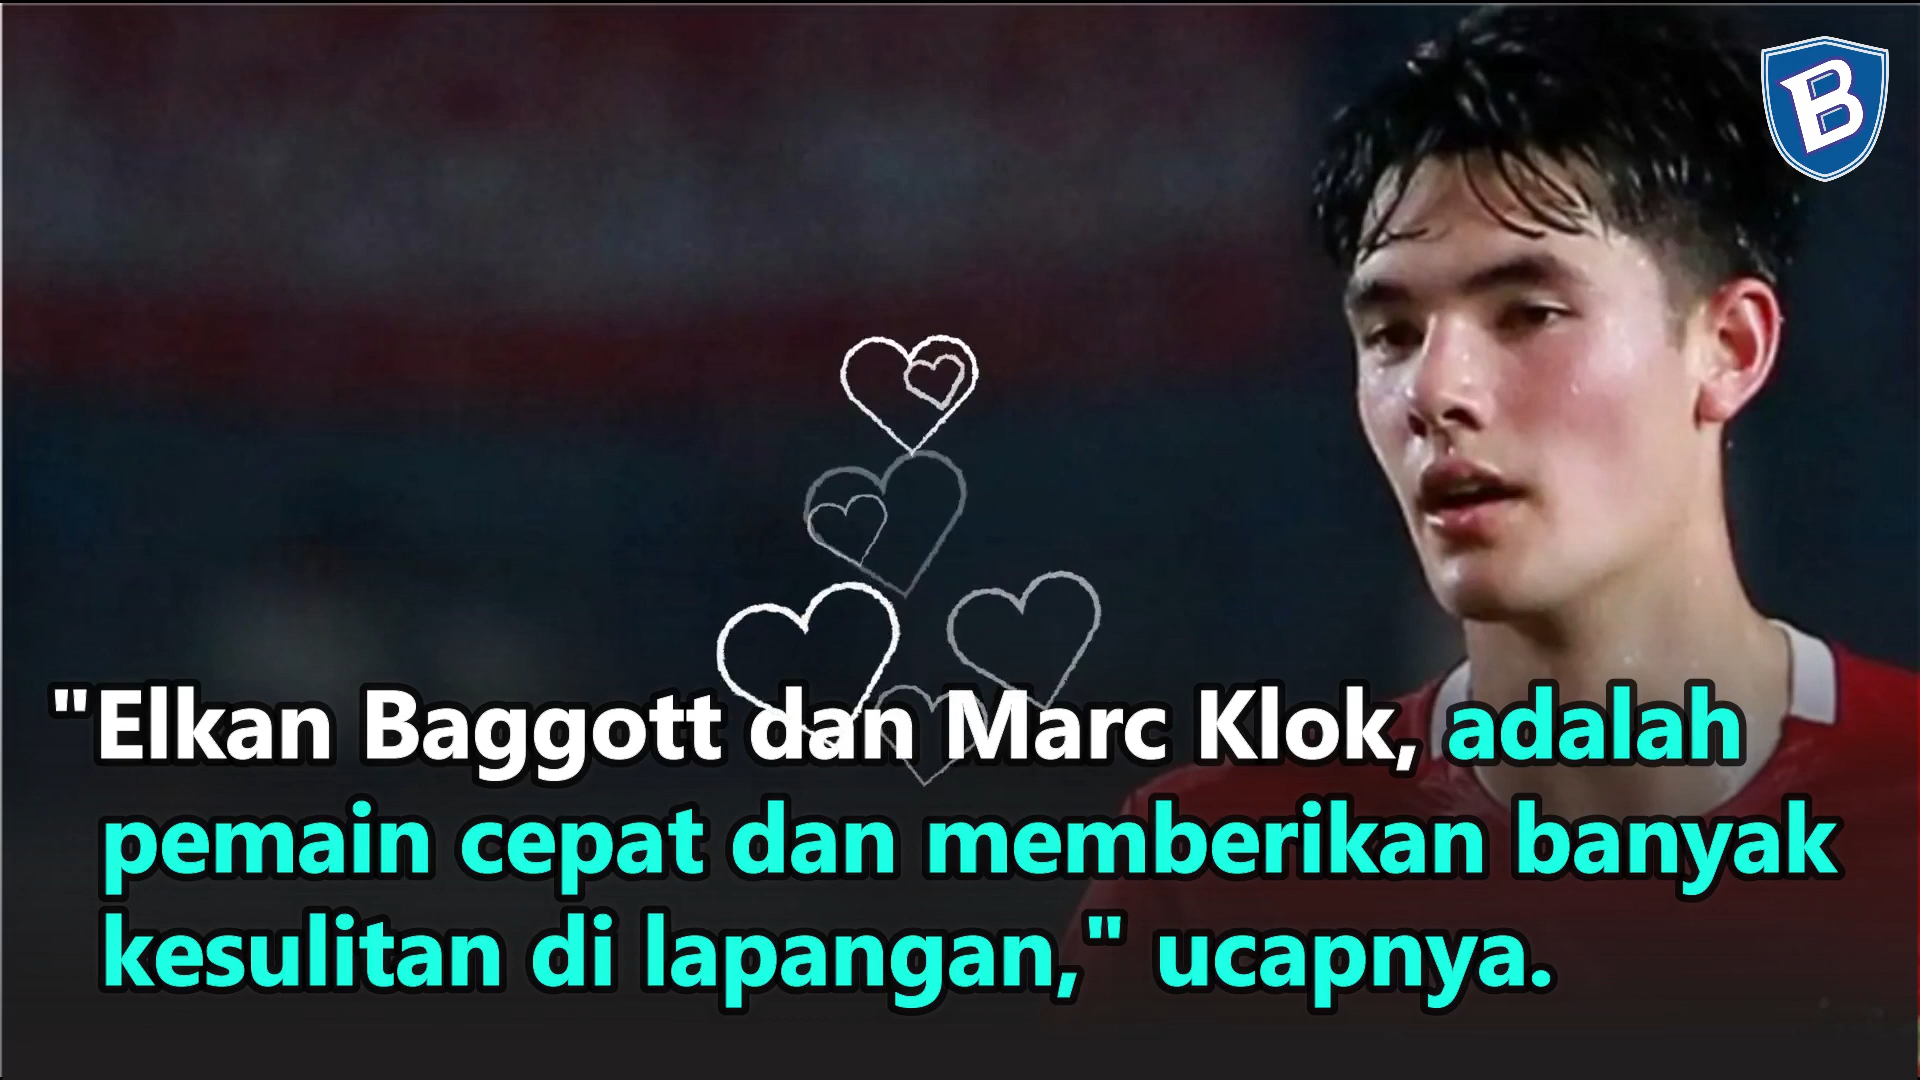 B
"Elkan Baggott dan Marc Klok, adalah
pemain cepat dan memberikan banyak
kesulitan di lapangan," ucapnya.